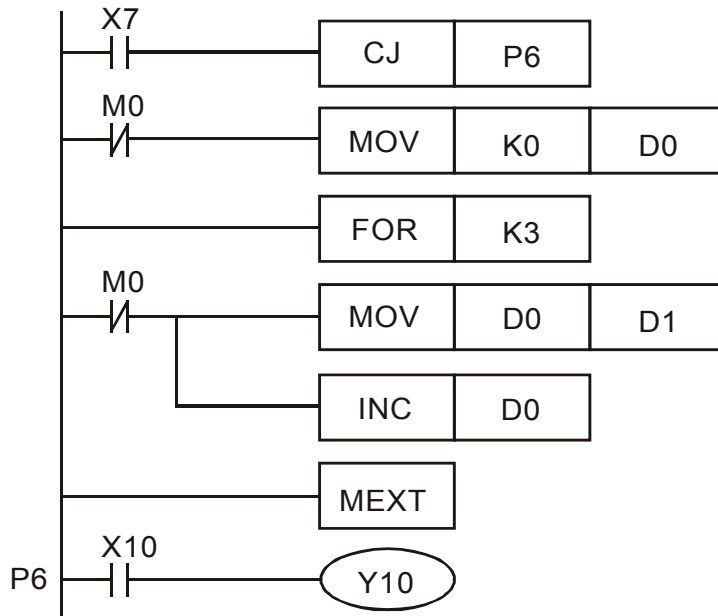 X7
CJ P6
M0
MOV K0 D0
FOR K3
M0
MOV D0 D1
INC D0
MEXT
X10
P6 Y10